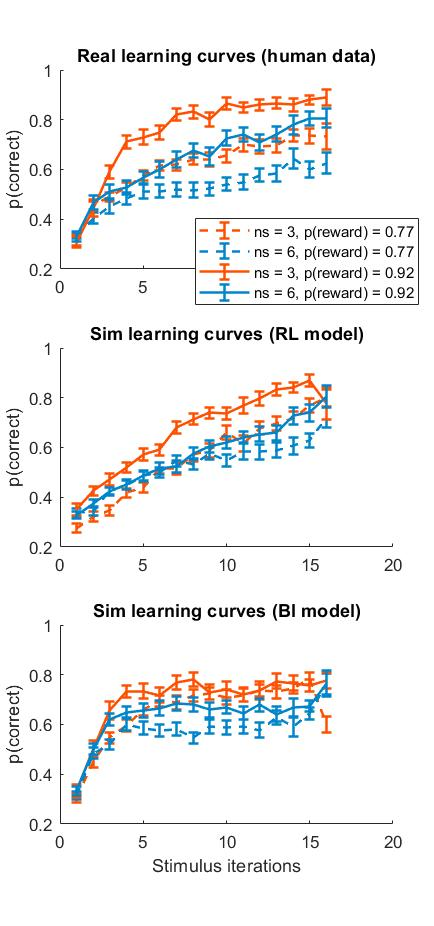 Real learning curves (human data)
1
0.8
0.6
0.4
0.2
p(correct)
0
5
ns = 3, p(reward) = 0.77
ns = 6, p(reward) = 0.77
ns = 3, p(reward) = 0.92
ns = 6, p(reward) = 0.92
Sim learning curves (RL model)
1
0.8
0.6
0.4
0.2
p(correct)
0
5
10
15
20
Sim learning curves (BI model)
1
0.8
0.6
0.4
0.2
p(correct)
0
5
10
15
20
Stimulus iterations